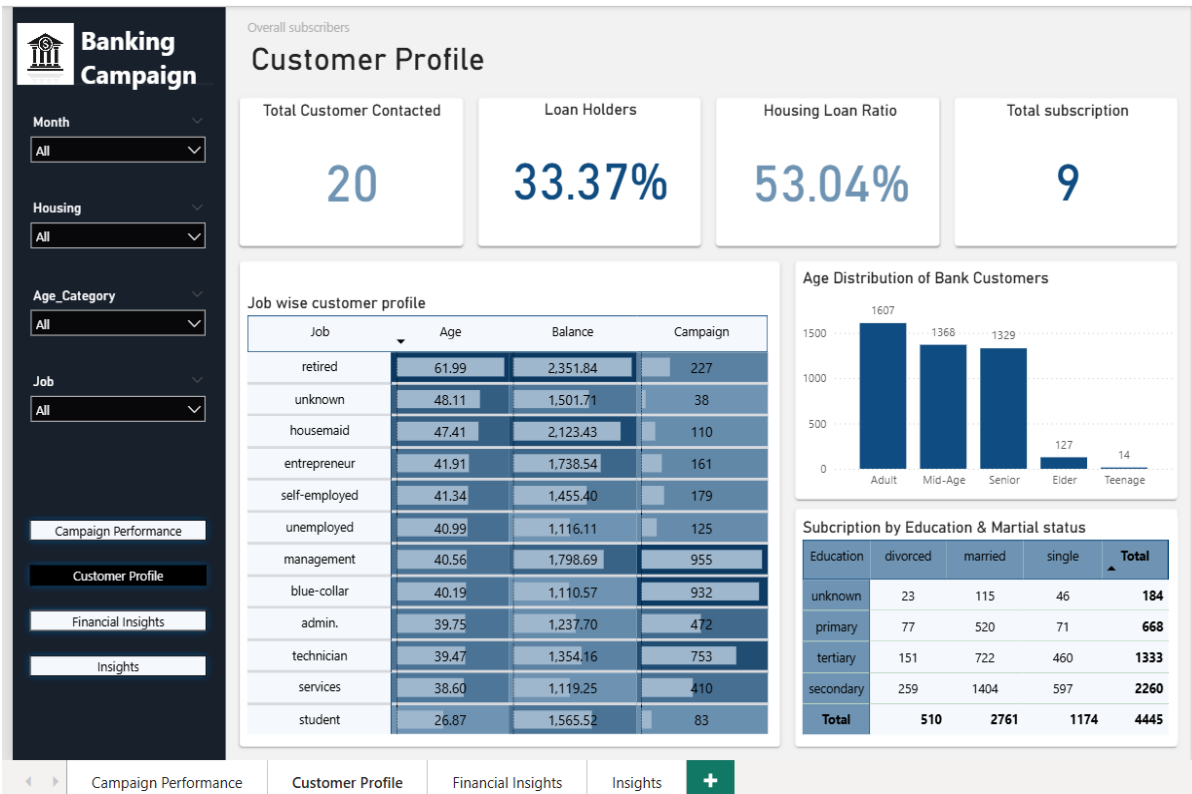 Banking
Campaign
Month
All
Housing
All
Age_Category
All
Job
All
Campaign Performance
Customer Profile
Financial Insights
Insights
Overall subscribers
Customer Profile
Total Customer Contacted
20
Loan Holders
33.37%
Housing Loan Ratio
53.04%
Total subscription
9
Job wise customer profile
Job Age Balance Campaign
retired 61.99 2,351.84 227
unknown 48.11 1,501.71 38
housemaid 47.41 2,123.43 110
entrepreneur 41.91 1,738.54 161
self-employed 41.34 1,455.40 179
unemployed 40.99 1,116.11 125
management 40.56 1,798.69 955
blue-collar 40.19 1,110.57 932
admin. 39.75 1,237.70 472
technician 39.47 1,354.16 753
services 38.60 1,119.25 410
student 26.87 1,565.52 83
Age Distribution of Bank Customers
1607
1368
1329
127
14
1500
1000
500
0
Adult Mid-Age Senior Elder Teenage
Subcription by Education & Martial status
Education divorced married single Total
unknown 23 115 46 184
primary 77 520 71 668
tertiary 151 722 460 1333
secondary 259 1404 597 2260
Total 510 2761 1174 4445
Campaign Performance Customer Profile Financial Insights Insights +